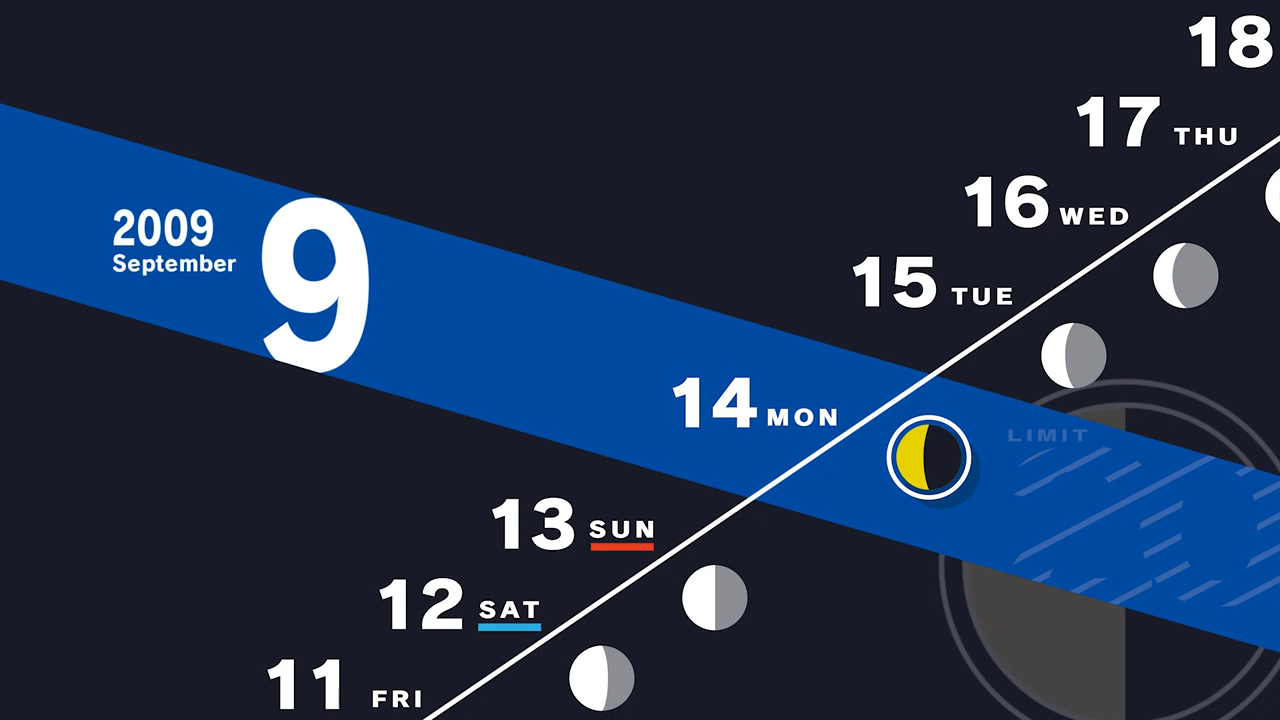 18
17 THU
16 WED
2009
September
9
15 TUE
14 MON
LIMIT
13 SUN
12 SAT
11 FRI